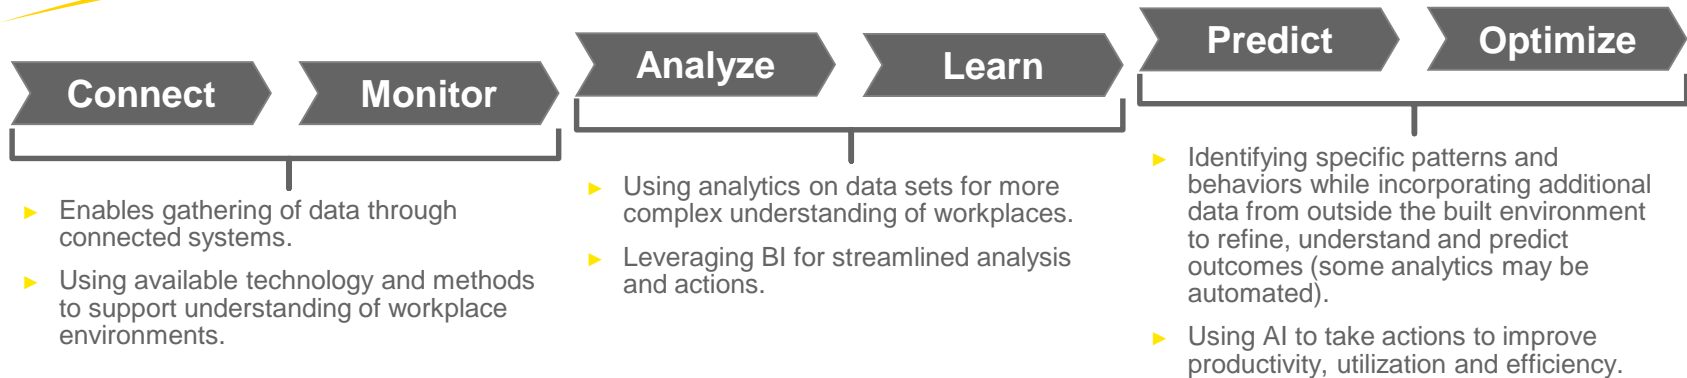 Connect
Monitor
► Enables gathering of data through
connected systems.
► Using available technology and methods
to support understanding of workplace
environments.
Analyze
Learn
► Using analytics on data sets for more
complex understanding of workplaces.
► Leveraging BI for streamlined analysis
and actions.
Predict
Optimize
► Identifying specific patterns and
behaviors while incorporating additional
data from outside the built environment
to refine, understand and predict
outcomes (some analytics may be
automated).
► Using AI to take actions to improve
productivity, utilization and efficiency.